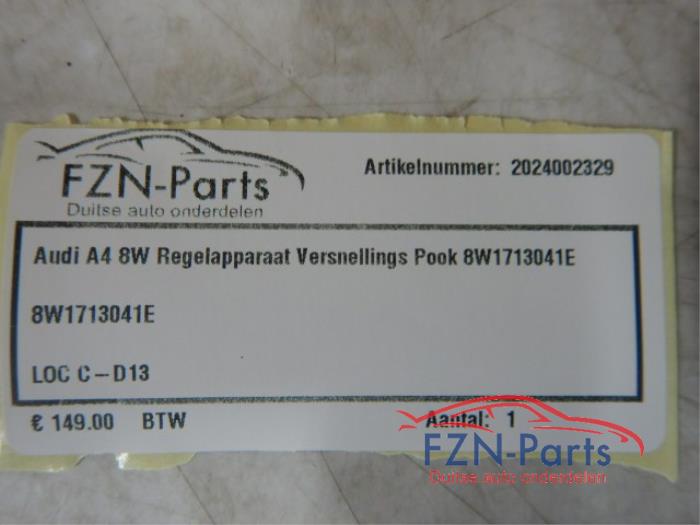 FZN-Parts
Duitse auto onderdelen
Artikelnummer: 2024002329
Audi A4 8W Regelapparaat Versnellings Pook 8W1713041E
8W1713041E
LOC C-D13
€ 149.00 BTW
Aantal: 1
FZN-Parts
Duitse auto onderdelen